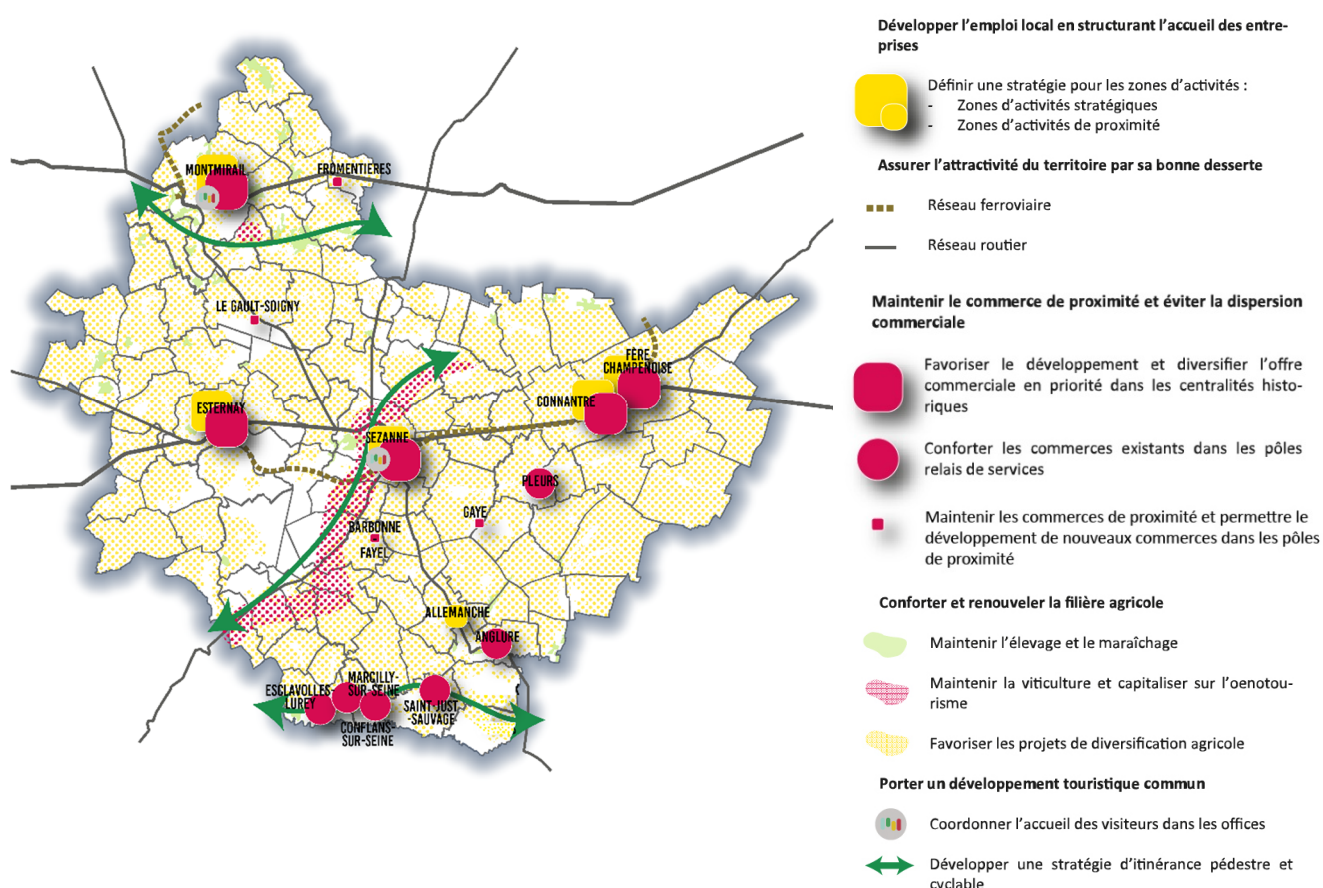 MONTMIRAIL
FROMENTIERES
LE GAULT-SOIGNY
FÈRE
CHAMPENOISE
CONNANTRE
ESTERNAY
SEZANNE
PLEURS
GAYE
BARBONNE
FAYEL
ALLEMANCHE
ANGLURE
MARCILLY-
SUR-SEINE
ESCLAVOLLES-
LUREY
SAINT-JUST
-SAUVAGE
CONFLANS-
SUR-SEINE
Développer l'emploi local en structurant l'accueil des entre-
prises
Définir une stratégie pour les zones d'activités :
- Zones d'activités stratégiques
- Zones d'activités de proximité
Assurer l'attractivité du territoire par sa bonne desserte
Réseau ferroviaire
Réseau routier
Maintenir le commerce de proximité et éviter la dispersion
commerciale
Favoriser le développement et diversifier l'offre
commerciale en priorité dans les centralités histo-
riques
Conforter les commerces existants dans les pôles
relais de services
Maintenir les commerces de proximité et permettre le
développement de nouveaux commerces dans les pôles
de proximité
Conforter et renouveler la filière agricole
Maintenir l'élevage et le maraîchage
Maintenir la viticulture et capitaliser sur l'oenotou-
risme
Favoriser les projets de diversification agricole
Porter un développement touristique commun
Coordonner l'accueil des visiteurs dans les offices
Développer une stratégie d'itinérance pédestre et
cyclable